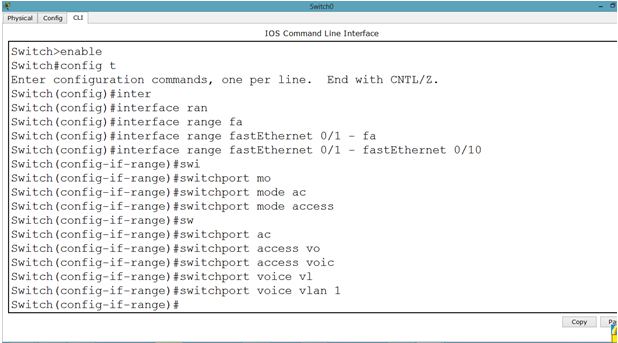 Switch0
Physical Config CLI
IOS Command Line Interface
Switch>enable
Switch#config t
Enter configuration commands, one per line.  End with CNTL/Z.
Switch(config)#inter
Switch(config)#interface ran
Switch(config)#interface range fa
Switch(config)#interface range fastEthernet 0/1 - fa
Switch(config)#interface range fastEthernet 0/1 - fastEthernet 0/10
Switch(config-if-range)#swi
Switch(config-if-range)#switchport mo
Switch(config-if-range)#switchport mode ac
Switch(config-if-range)#switchport mode access
Switch(config-if-range)#sw
Switch(config-if-range)#switchport ac
Switch(config-if-range)#switchport access vo
Switch(config-if-range)#switchport access voic
Switch(config-if-range)#switchport voice vl
Switch(config-if-range)#switchport voice vlan 1
Switch(config-if-range)#
Copy Pa